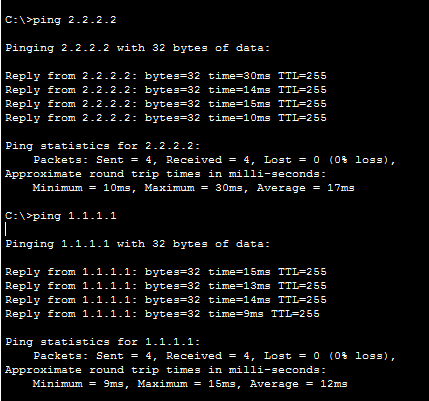 C:\>ping 2.2.2.2
Pinging 2.2.2.2 with 32 bytes of data:
Reply from 2.2.2.2: bytes=32 time=30ms TTL=255
Reply from 2.2.2.2: bytes=32 time=14ms TTL=255
Reply from 2.2.2.2: bytes=32 time=15ms TTL=255
Reply from 2.2.2.2: bytes=32 time=10ms TTL=255
Ping statistics for 2.2.2.2:
    Packets: Sent = 4, Received = 4, Lost = 0 (0% loss),
Approximate round trip times in milli-seconds:
    Minimum = 10ms, Maximum = 30ms, Average = 17ms
C:\>ping 1.1.1.1
Pinging 1.1.1.1 with 32 bytes of data:
Reply from 1.1.1.1: bytes=32 time=15ms TTL=255
Reply from 1.1.1.1: bytes=32 time=13ms TTL=255
Reply from 1.1.1.1: bytes=32 time=14ms TTL=255
Reply from 1.1.1.1: bytes=32 time=9ms TTL=255
Ping statistics for 1.1.1.1:
    Packets: Sent = 4, Received = 4, Lost = 0 (0% loss),
Approximate round trip times in milli-seconds:
    Minimum = 9ms, Maximum = 15ms, Average = 12ms